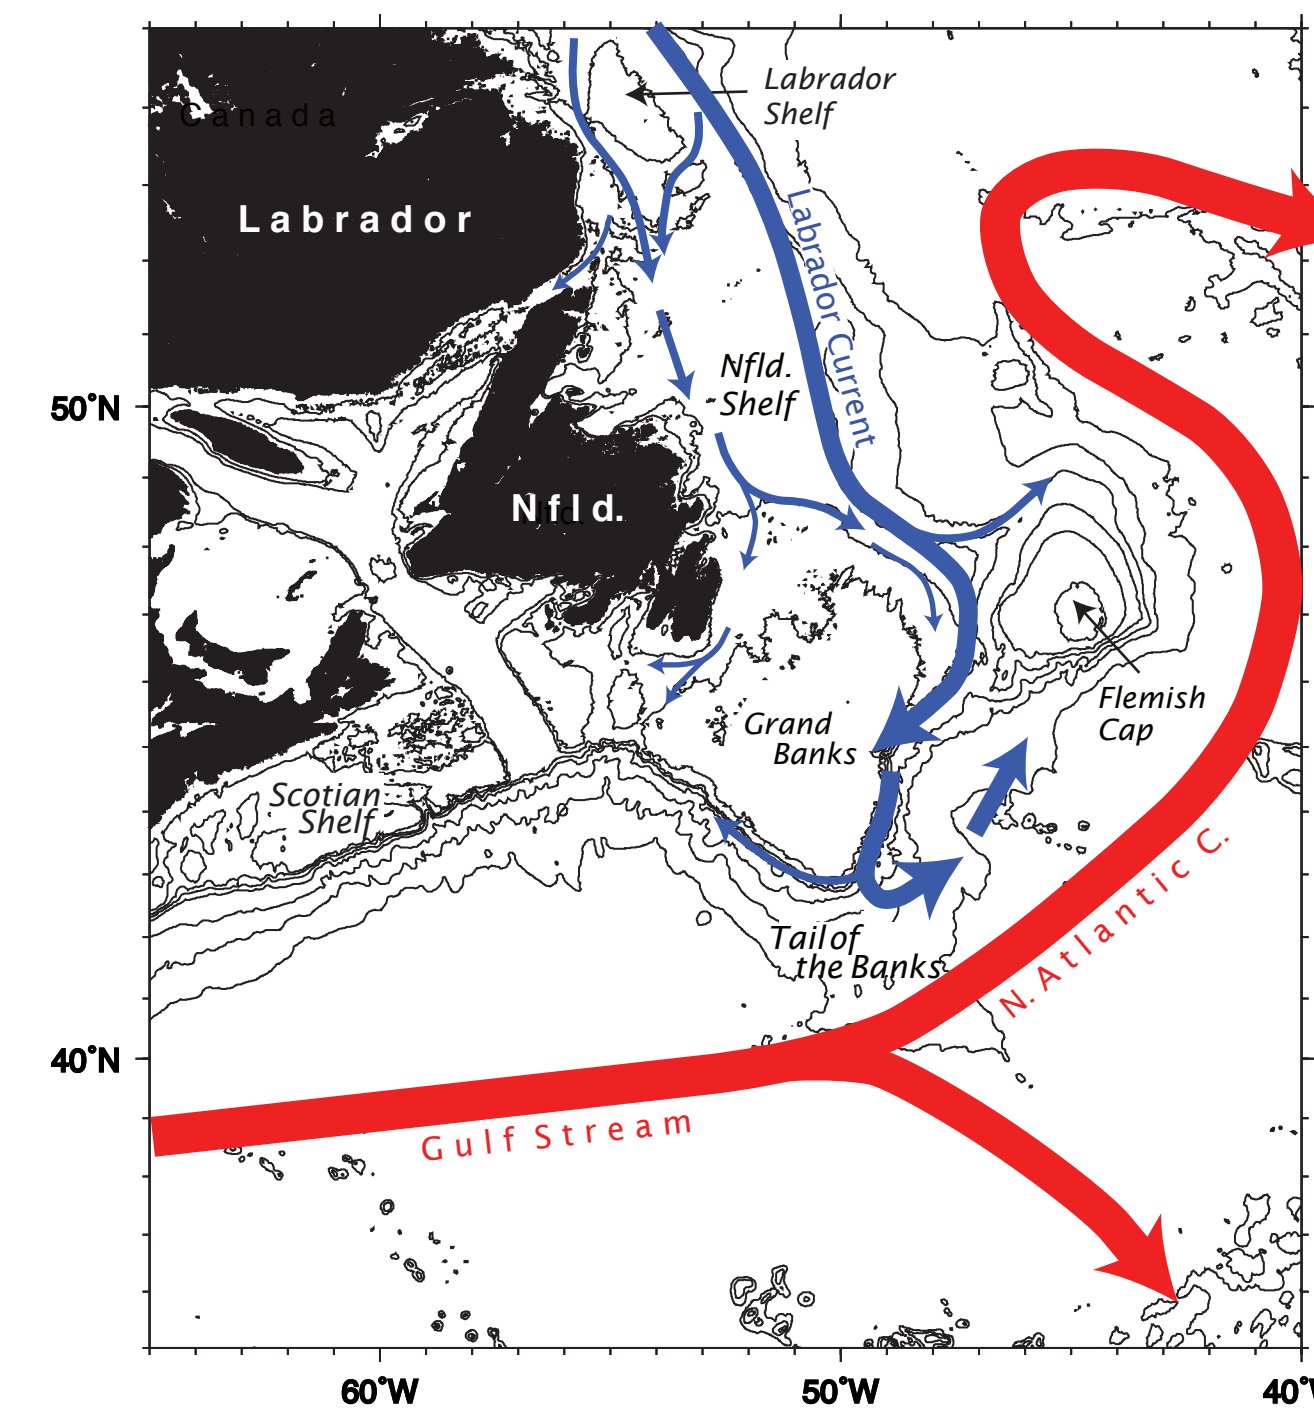 Labrador
Shelf
Canada
Labrador
Labrador Current
Nfld.
Shelf
50°N
Nfld.
Nfld.
Flemish
Cap
Grand
Banks
Scotian
Shelf
N. Atlantic C.
Tail of
the Banks
40°N
Gulf Stream
60°W
50°W
40°W